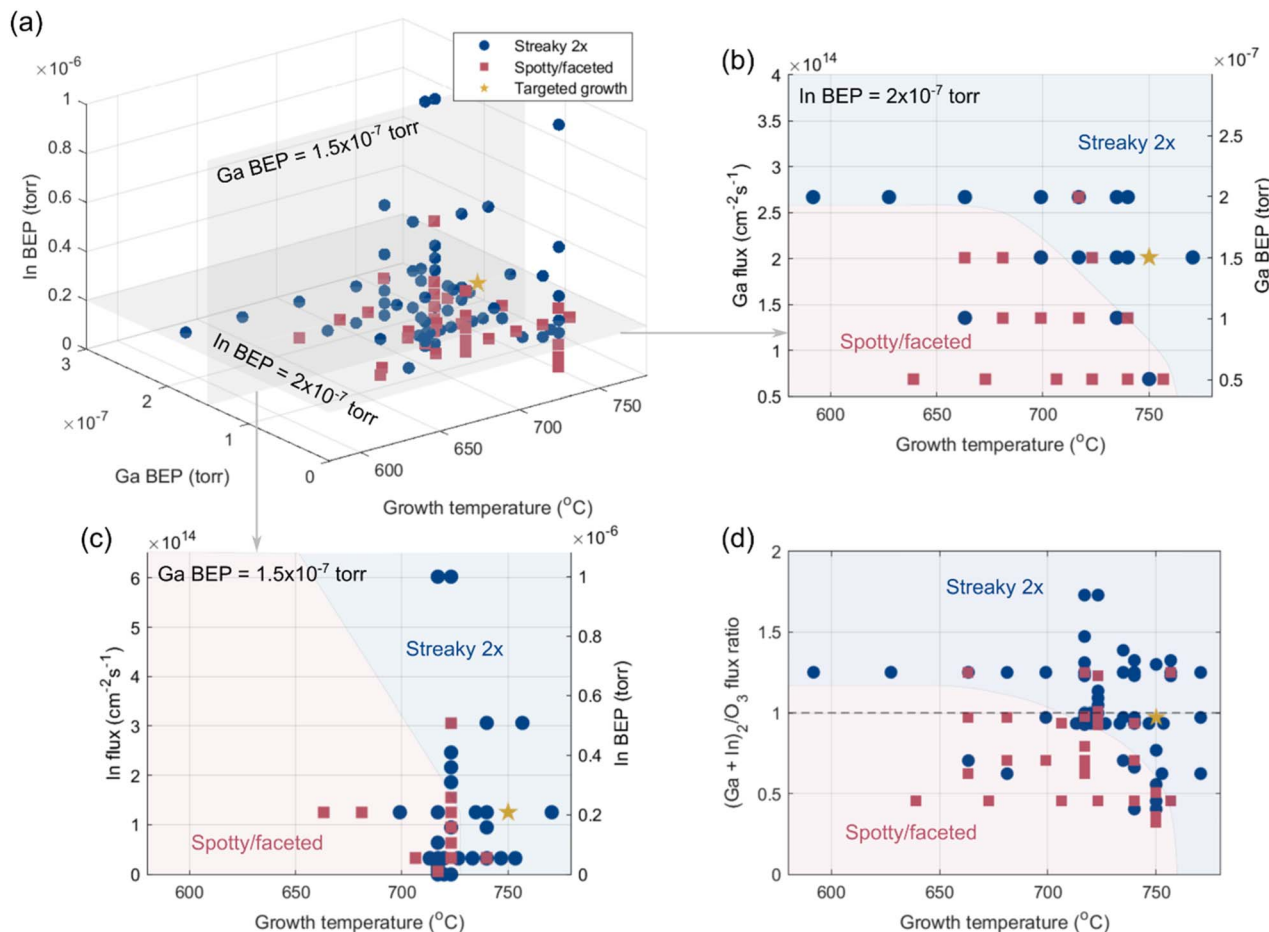 (a)
×10⁻⁶
1
0.8
0.6
0.4
0.2
0
In BEP (torr)
3
2
1
0
×10⁻⁷
Ga BEP (torr)
600
650
700
750
Growth temperature (°C)
Streaky 2x
Spotty/faceted
Targeted growth
Ga BEP = 1.5x10⁻⁷ torr
In BEP = 2x10⁻⁷ torr
(b)
×10¹⁴
×10⁻⁷
In BEP = 2x10⁻⁷ torr
Streaky 2x
Spotty/faceted
4
3.5
3
2.5
2
1.5
1
0.5
Ga flux (cm⁻²s⁻¹)
2.5
2
1.5
1
0.5
Ga BEP (torr)
600
650
700
750
Growth temperature (°C)
(c)
×10¹⁴
×10⁻⁶
Ga BEP = 1.5x10⁻⁷ torr
Streaky 2x
Spotty/faceted
6
5
4
3
2
1
0
In flux (cm⁻²s⁻¹)
1
0.8
0.6
0.4
0.2
0
In BEP (torr)
600
650
700
750
Growth temperature (°C)
(d)
Streaky 2x
Spotty/faceted
2
1.5
1
0.5
0
(Ga + In)₂/O₃ flux ratio
600
650
700
750
Growth temperature (°C)